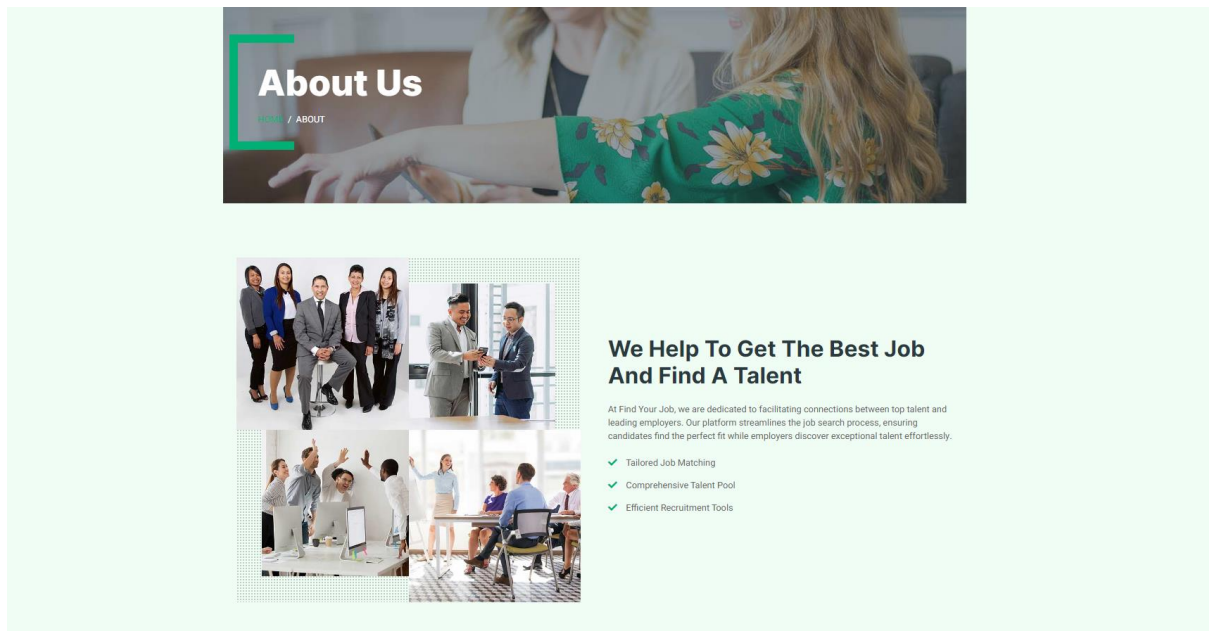 About Us
HOME / ABOUT
We Help To Get The Best Job
And Find A Talent
At Find Your Job, we are dedicated to facilitating connections between top talent and
leading employers. Our platform streamlines the job search process, ensuring
candidates find the perfect fit while employers discover exceptional talent effortlessly.
Tailored Job Matching
Comprehensive Talent Pool
Efficient Recruitment Tools